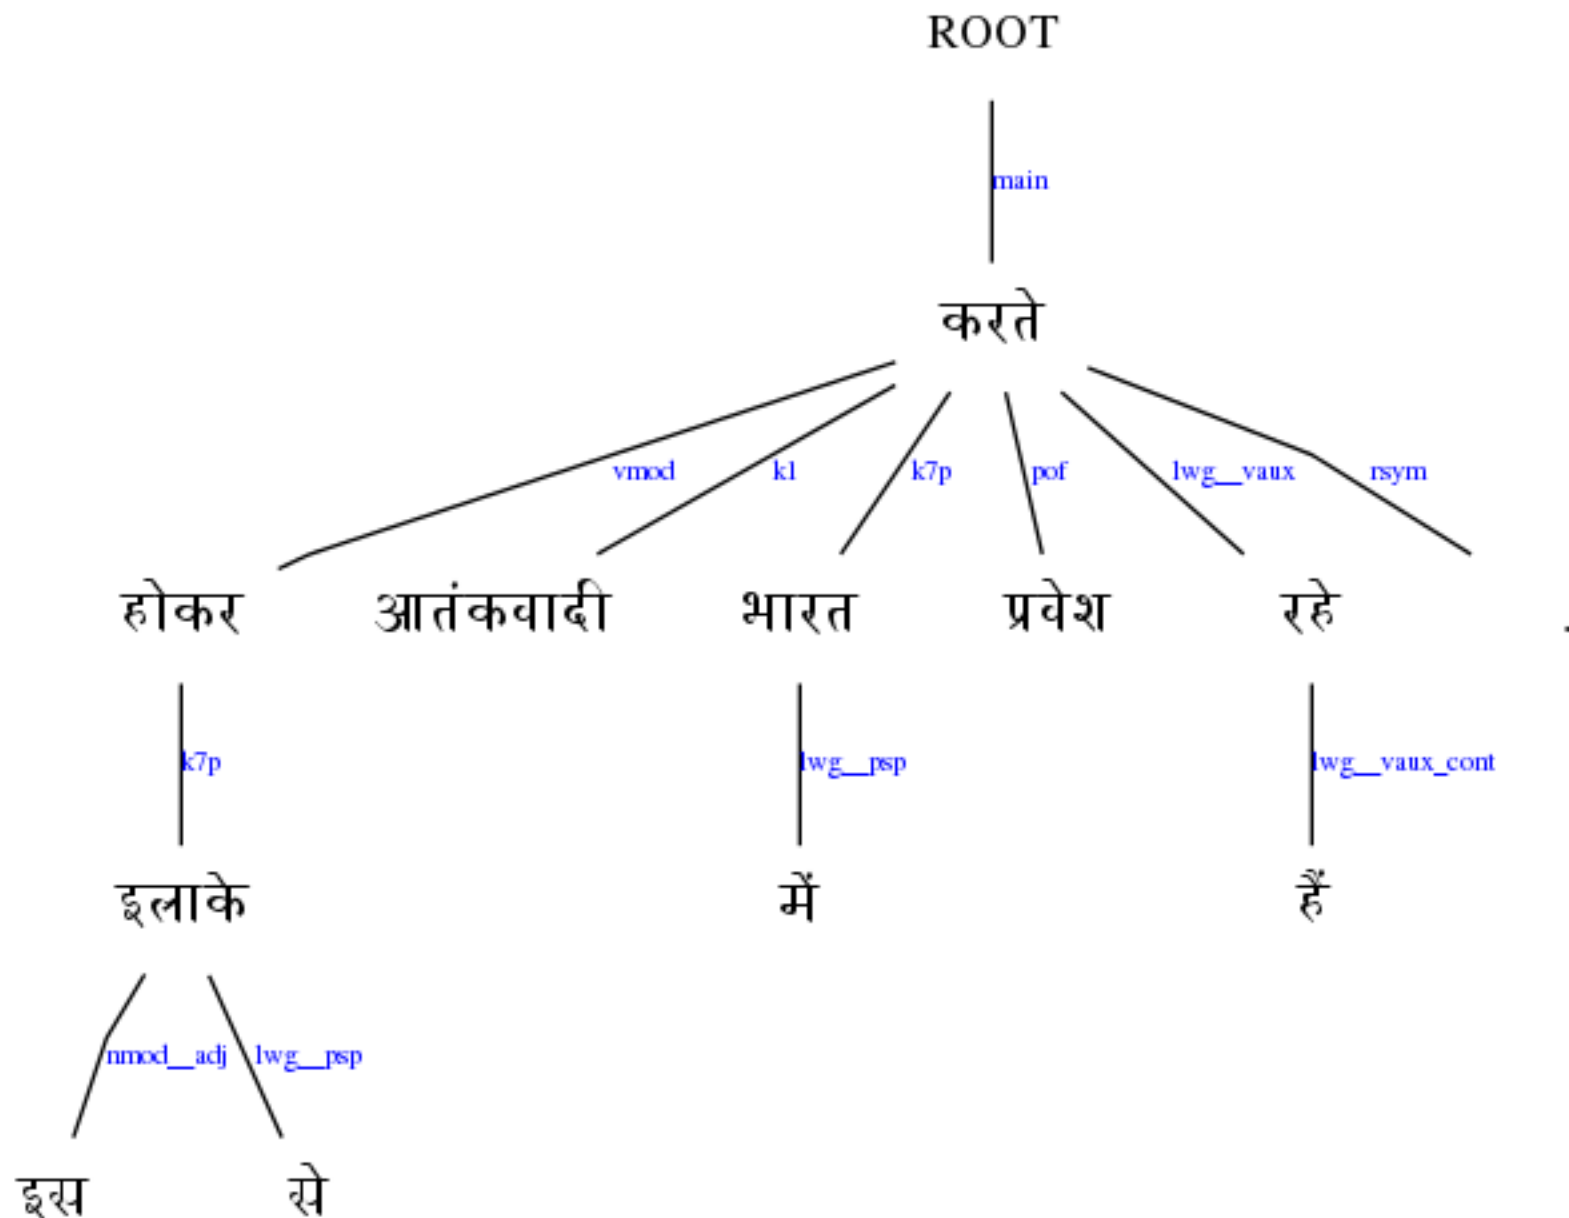 ROOT
main
करते
vmod k1 k7p pof lwg__vaux rsym
होकर आतंकवादी भारत प्रवेश रहे .
k7p lwg__psp lwg__vaux_cont
इलाके में हैं
nmod__adj lwg__psp
इस से